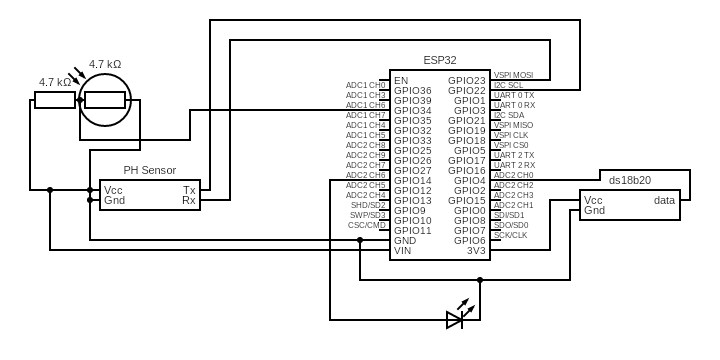 ESP32
4.7 kΩ
4.7 kΩ
EN GPIO23 VSPI MOSI
ADC1 CH0 GPIO36 GPIO22 I2C SCL
ADC1 CH3 GPIO39 GPIO1 UART 0 TX
ADC1 CH6 GPIO34 GPIO3 UART 0 RX
ADC1 CH7 GPIO35 GPIO21 I2C SDA
ADC1 CH4 GPIO32 GPIO19 VSPI MISO
ADC1 CH5 GPIO33 GPIO18 VSPI CLK
ADC2 CH8 GPIO25 GPIO5 VSPI CS0
ADC2 CH9 GPIO26 GPIO17 UART 2 TX
ADC2 CH7 GPIO27 GPIO16 UART 2 RX
ADC2 CH6 GPIO14 GPIO4 ADC2 CH0
ADC2 CH5 GPIO12 GPIO2 ADC2 CH2
ADC2 CH4 GPIO13 GPIO15 ADC2 CH3
SHD/SD2 GPIO9 GPIO0 ADC2 CH1
SWP/SD3 GPIO10 GPIO8 SDI/SD1
CSC/CMD GPIO11 GPIO7 SDO/SD0
GND GPIO6 SCK/CLK
VIN 3V3
PH Sensor
Vcc Tx
Gnd Rx
ds18b20
Vcc data
Gnd